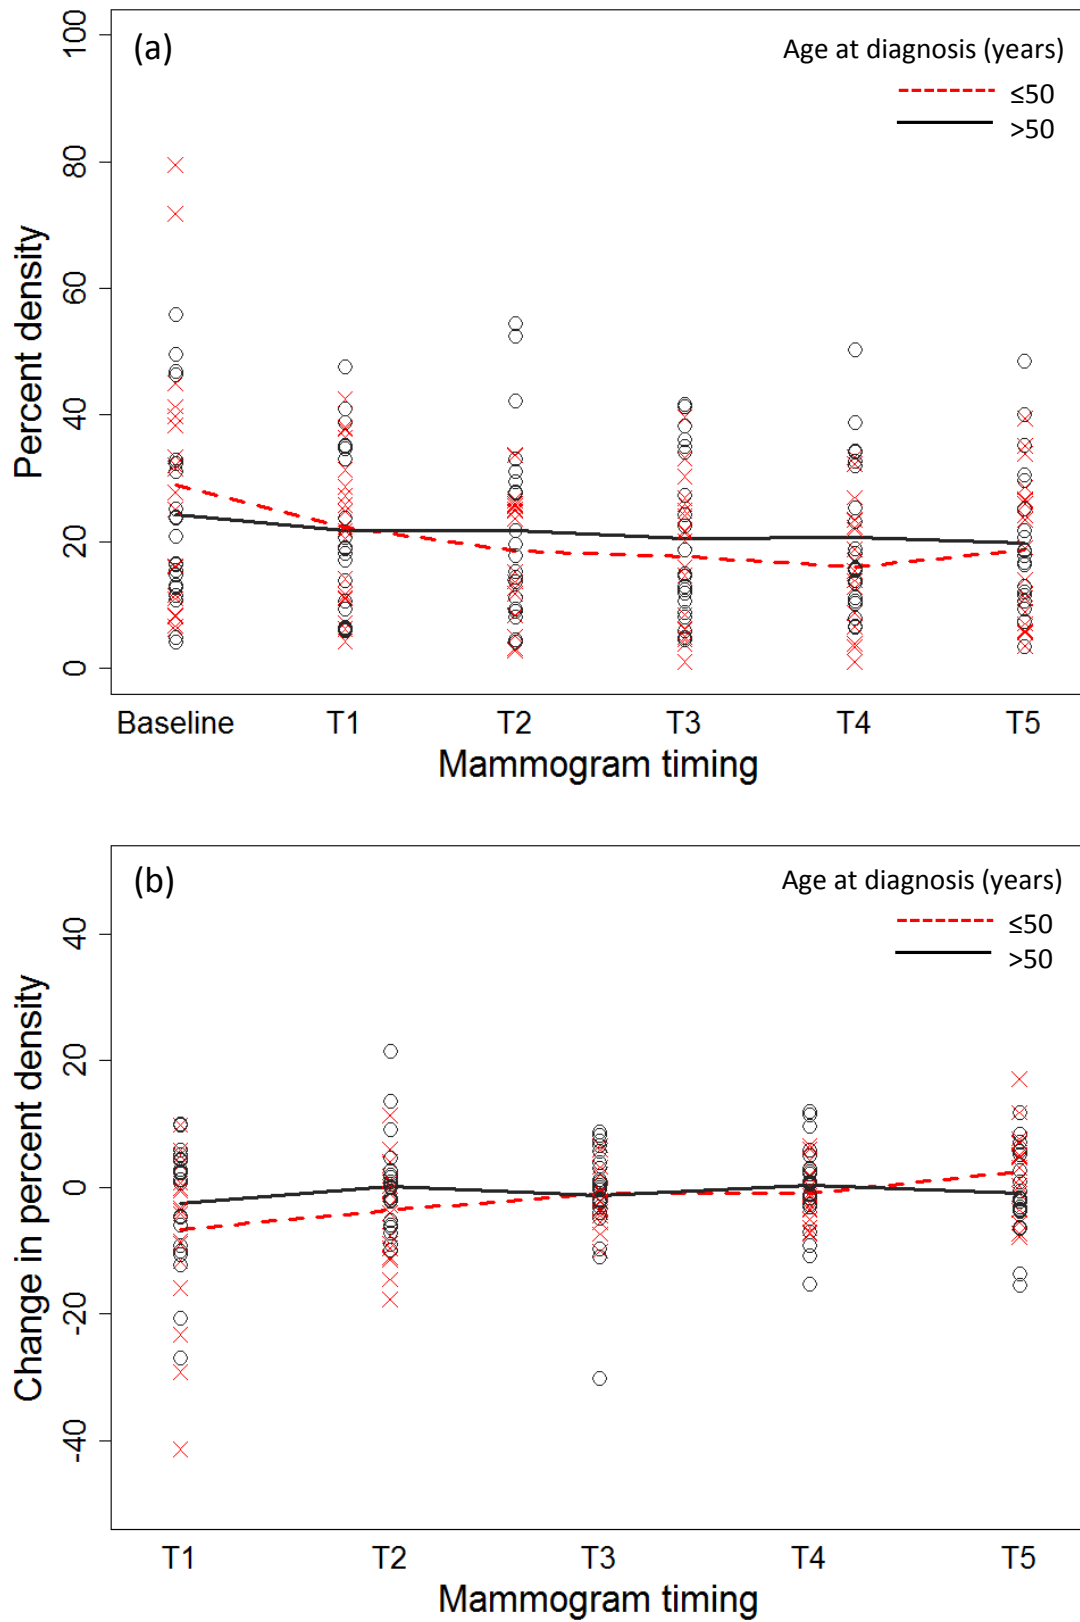 (a)
Age at diagnosis (years)
≤50
>50
Percent density
100
80
60
40
20
0
Baseline T1 T2 T3 T4 T5
Mammogram timing
(b)
Age at diagnosis (years)
≤50
>50
Change in percent density
40
20
0
-20
-40
T1 T2 T3 T4 T5
Mammogram timing